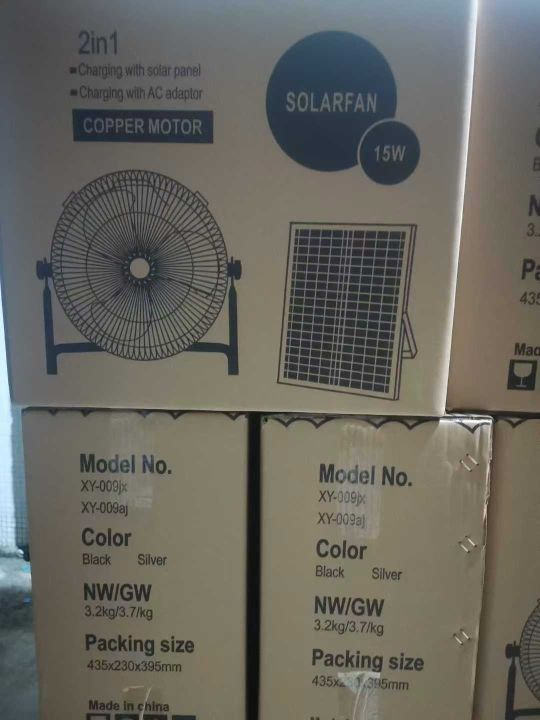 2in1
Charging with solar panel
Charging with AC adaptor
COPPER MOTOR
SOLARFAN
15W
Model No.
XY-009jx
XY-009aj
Color
Black Silver
NW/GW
3.2kg/3.7/kg
Packing size
435x230x395mm
Made in china
Model No.
XY-009jx
XY-009aj
Color
Black Silver
NW/GW
3.2kg/3.7/kg
Packing size